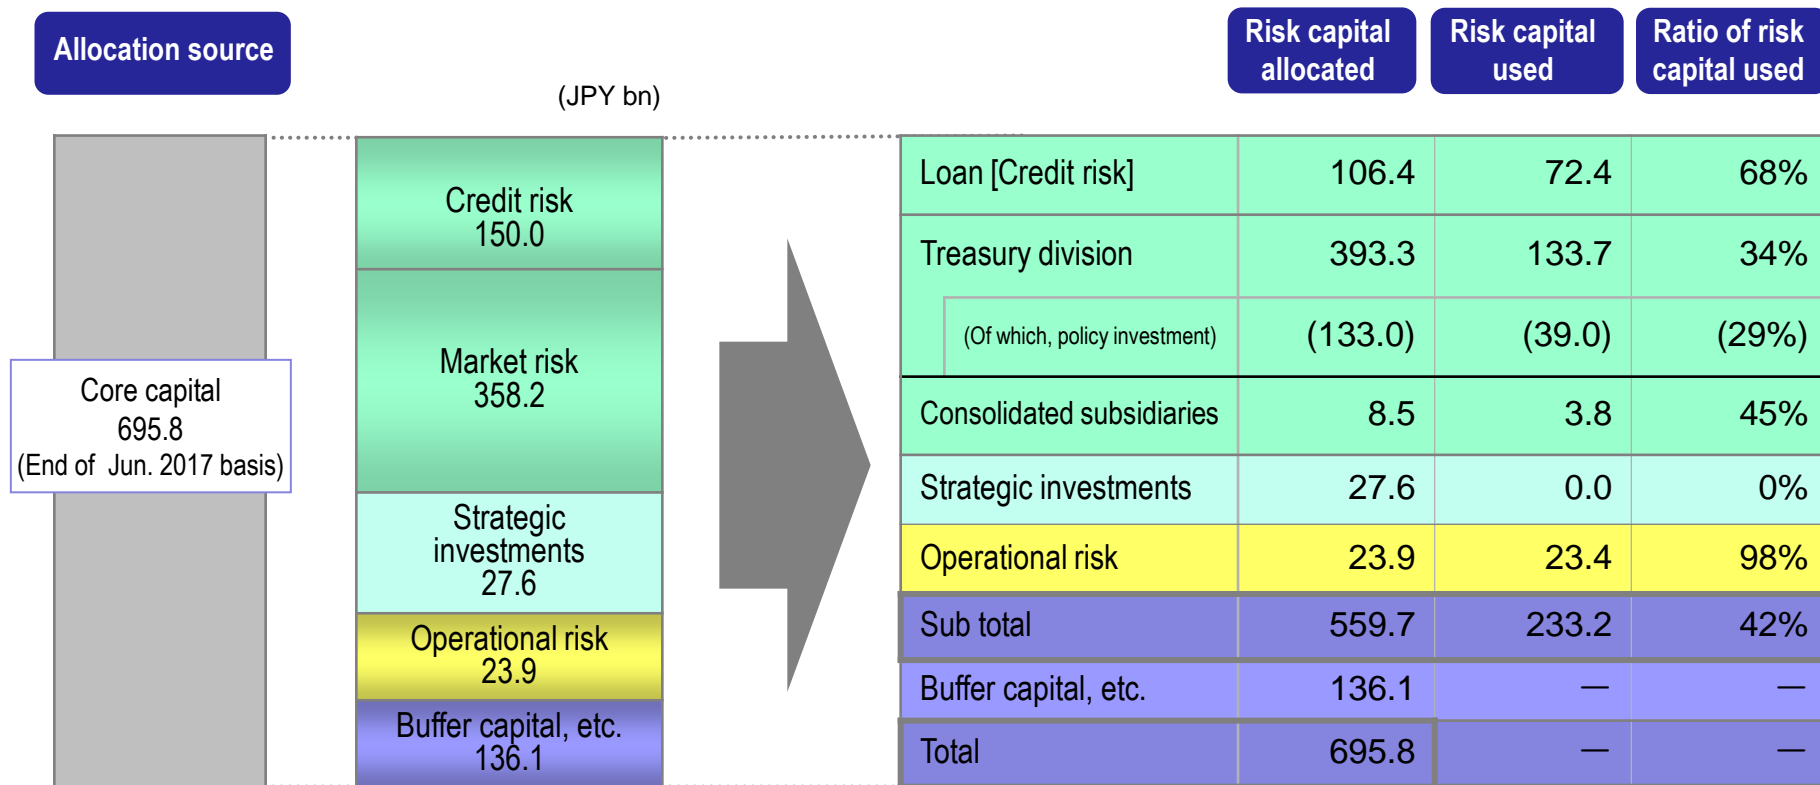 Allocation source
Risk capital
allocated
Risk capital
used
Ratio of risk
capital used
(JPY bn)
Core capital
695.8
(End of Jun. 2017 basis)
Credit risk
150.0
Market risk
358.2
Strategic
investments
27.6
Operational risk
23.9
Buffer capital, etc.
136.1
Loan [Credit risk] 106.4 72.4 68%
Treasury division 393.3 133.7 34%
(Of which, policy investment) (133.0) (39.0) (29%)
Consolidated subsidiaries 8.5 3.8 45%
Strategic investments 27.6 0.0 0%
Operational risk 23.9 23.4 98%
Sub total 559.7 233.2 42%
Buffer capital, etc. 136.1 — —
Total 695.8 — —